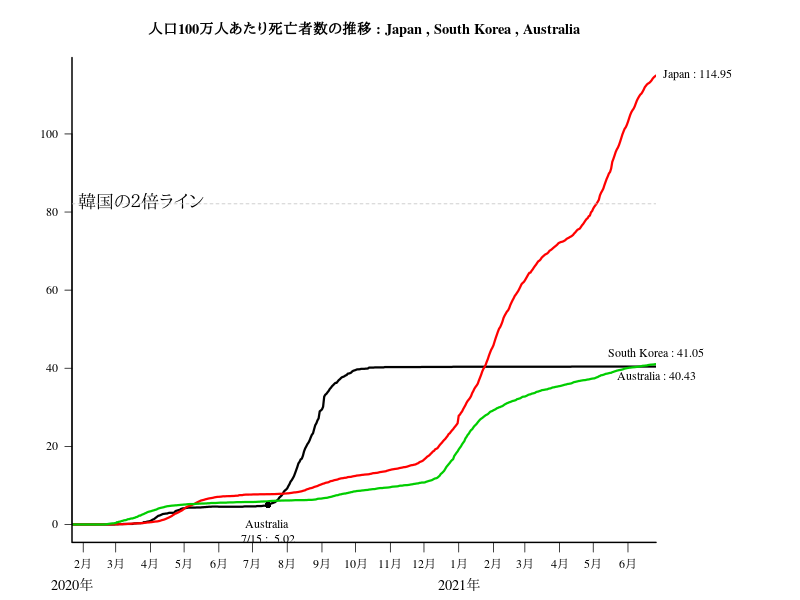 人口100万人あたり死亡者数の推移 : Japan , South Korea , Australia
Japan : 114.95
100
韓国の2倍ライン
80
60
South Korea : 41.05
40
Australia : 40.43
20
0
Australia
7/15 : 5.02
2月 3月 4月 5月 6月 7月 8月 9月 10月 11月 12月 1月 2月 3月 4月 5月 6月
2020年 2021年